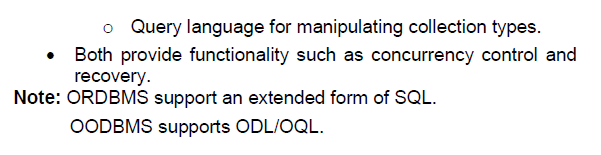 o Query language for manipulating collection types.
• Both provide functionality such as concurrency control and
recovery.
Note: ORDBMS support an extended form of SQL.
OODBMS supports ODL/OQL.